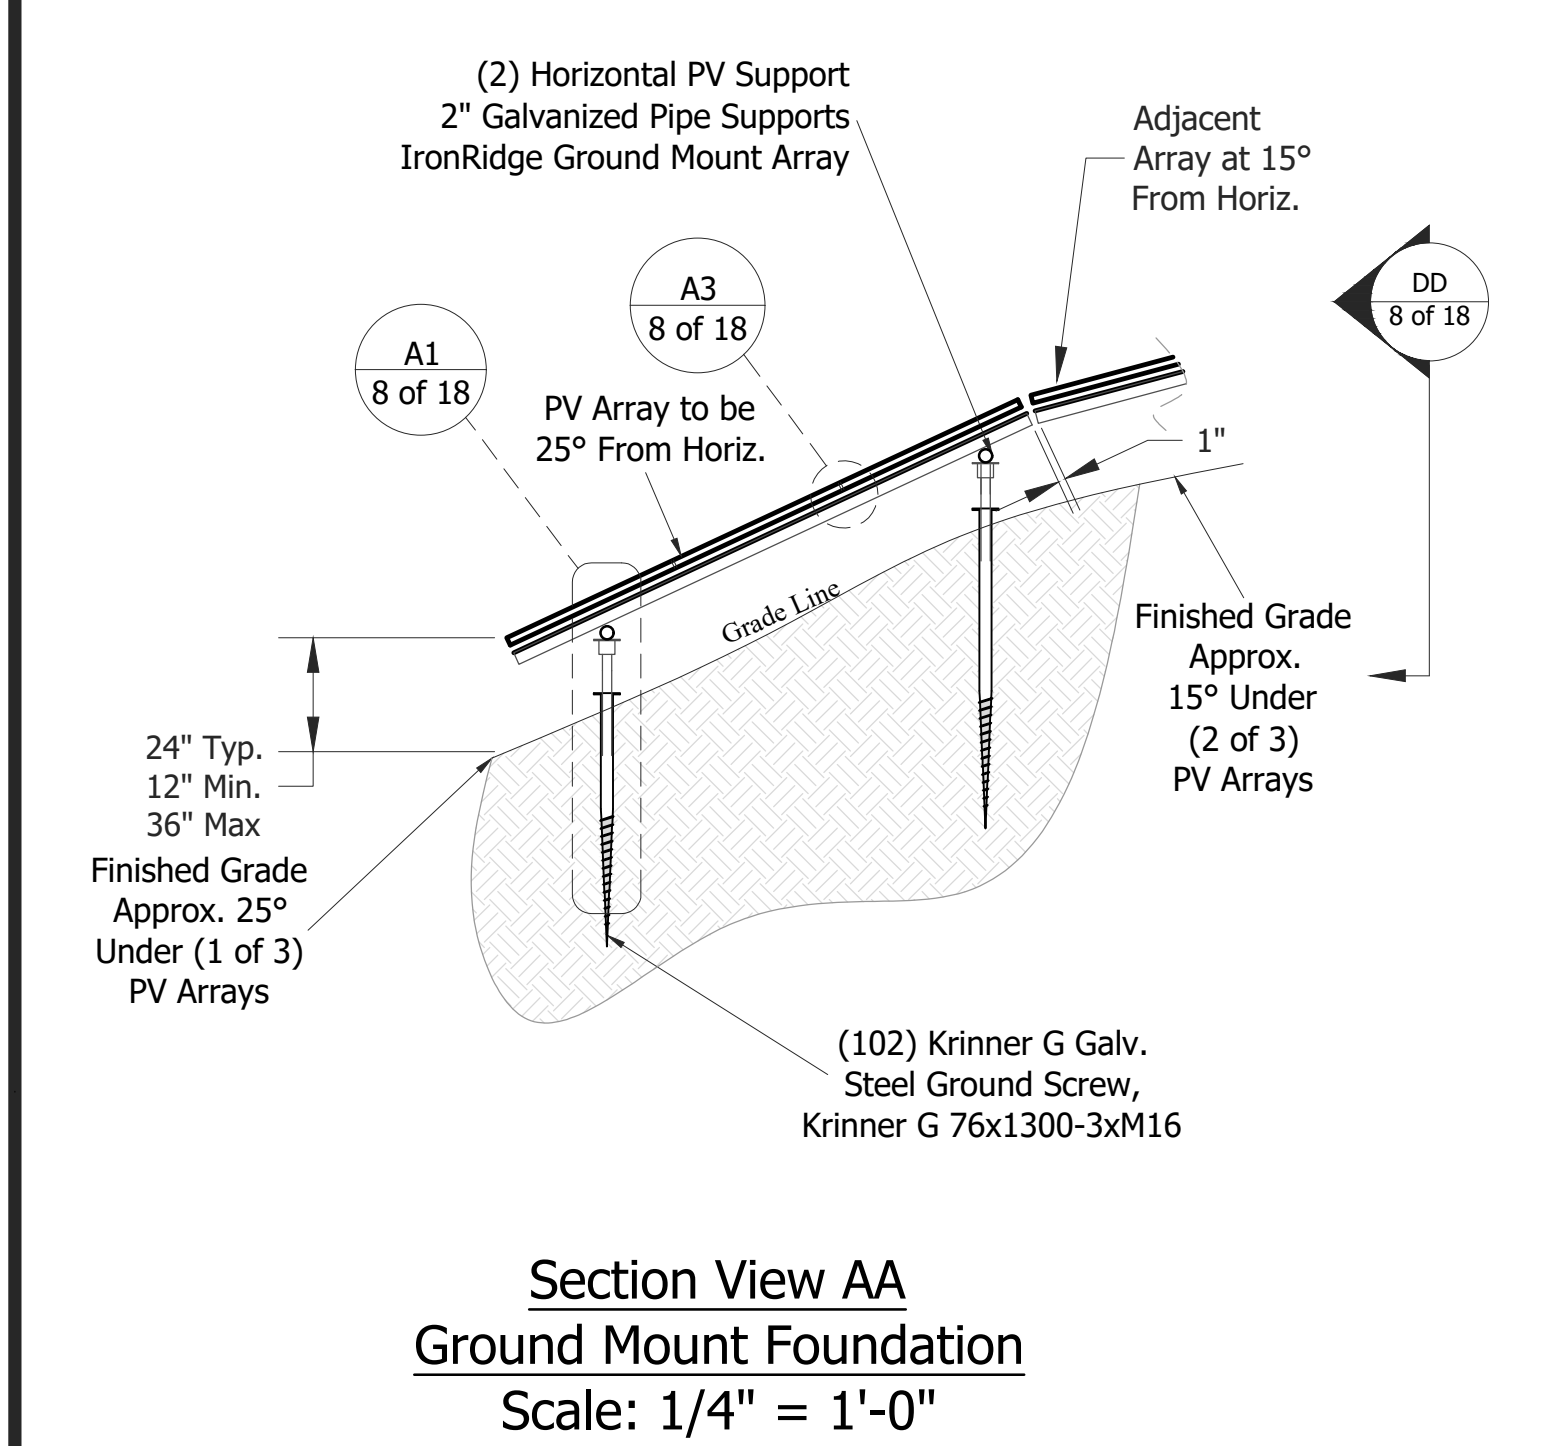 (2) Horizontal PV Support
2" Galvanized Pipe Supports
IronRidge Ground Mount Array
Adjacent
Array at 15°
From Horiz.
A3
8 of 18
DD
8 of 18
A1
8 of 18
PV Array to be
25° From Horiz.
1"
Grade Line
Finished Grade
Approx.
15° Under
(2 of 3)
PV Arrays
24" Typ.
12" Min.
36" Max
Finished Grade
Approx. 25°
Under (1 of 3)
PV Arrays
(102) Krinner G Galv.
Steel Ground Screw,
Krinner G 76x1300-3xM16
Section View AA
Ground Mount Foundation
Scale: 1/4" = 1'-0"